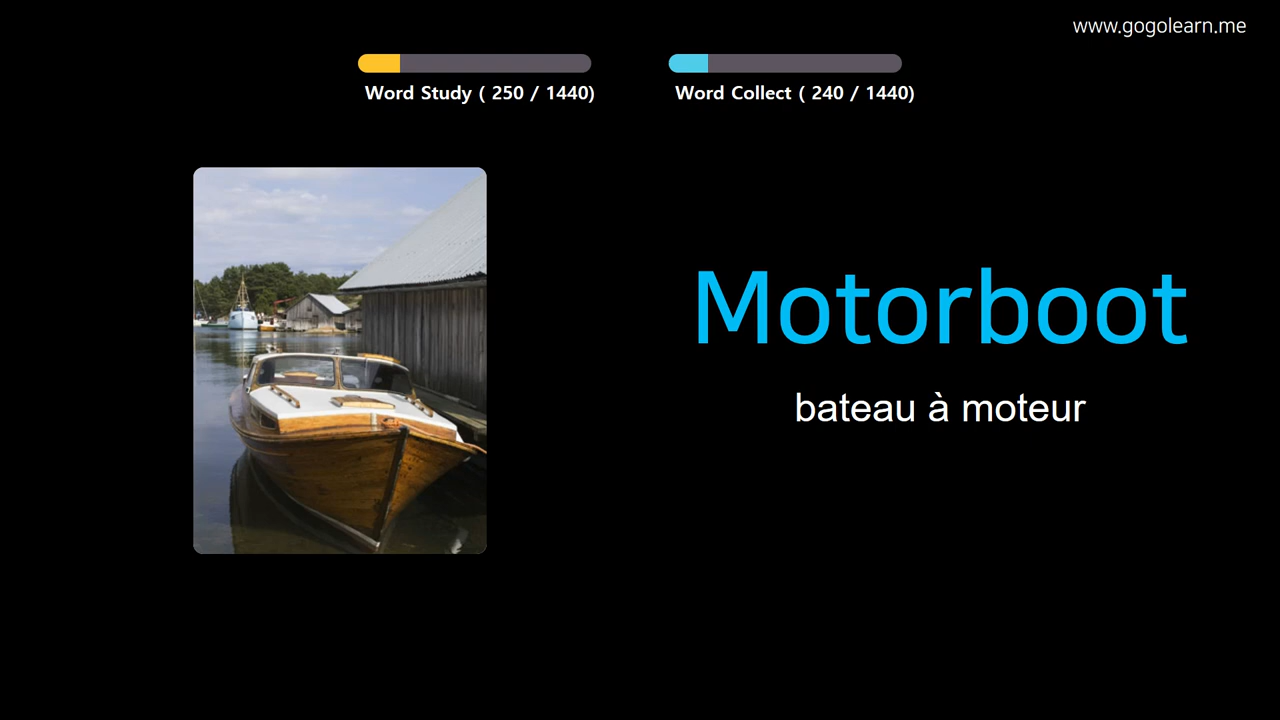 www.gogolearn.me
Word Study ( 250 / 1440)
Word Collect ( 240 / 1440)
Motorboot
bateau à moteur